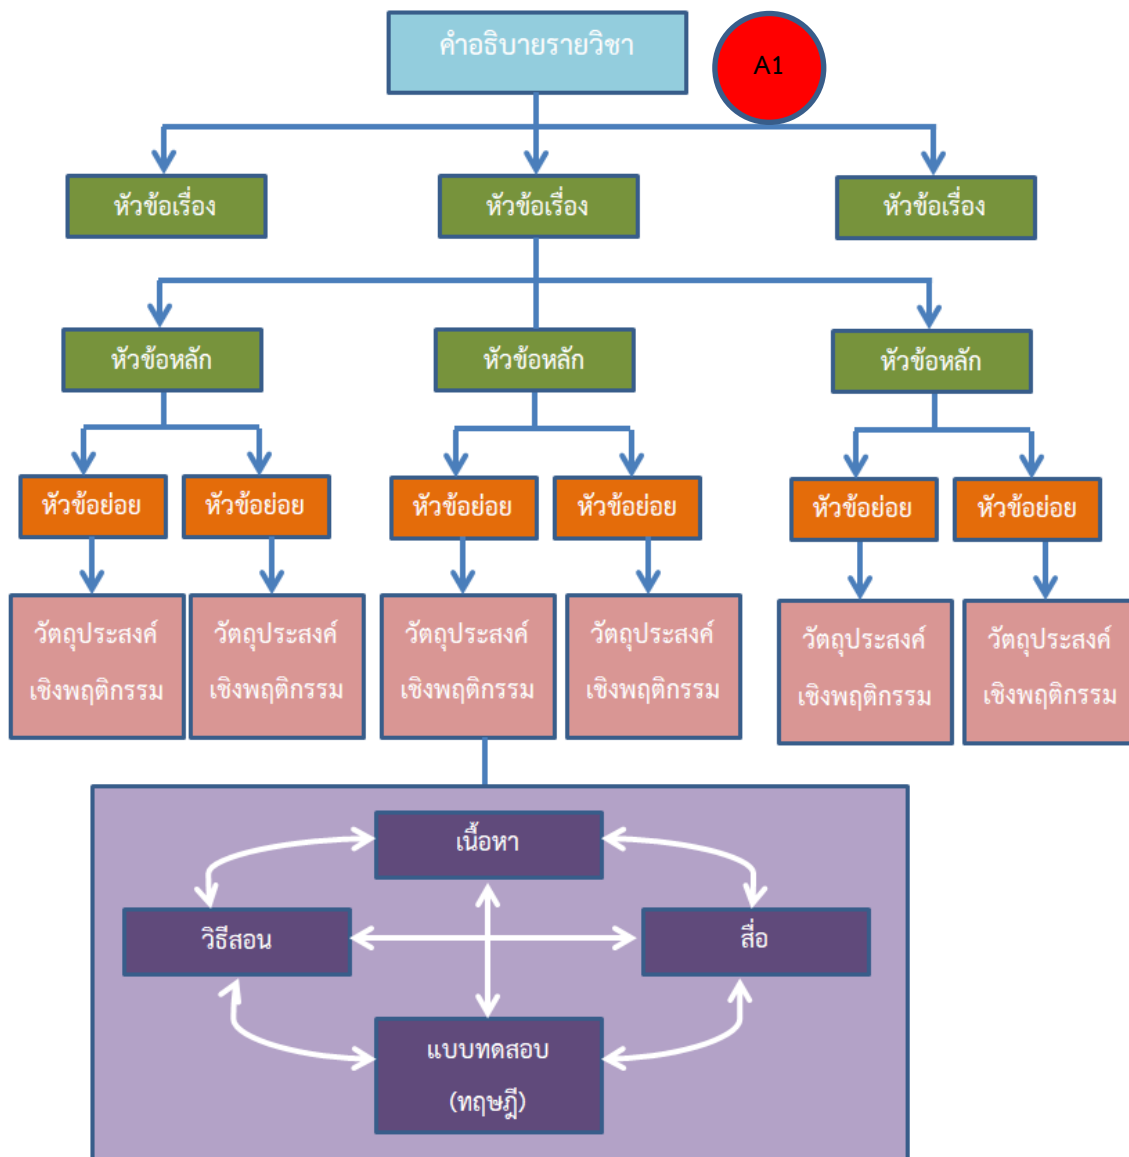 คำอธิบายรายวิชา
A1
หัวข้อเรื่อง
หัวข้อเรื่อง
หัวข้อเรื่อง
หัวข้อหลัก
หัวข้อหลัก
หัวข้อหลัก
หัวข้อย่อย
หัวข้อย่อย
หัวข้อย่อย
หัวข้อย่อย
หัวข้อย่อย
หัวข้อย่อย
วัตถุประสงค์
เชิงพฤติกรรม
วัตถุประสงค์
เชิงพฤติกรรม
วัตถุประสงค์
เชิงพฤติกรรม
วัตถุประสงค์
เชิงพฤติกรรม
วัตถุประสงค์
เชิงพฤติกรรม
วัตถุประสงค์
เชิงพฤติกรรม
เนื้อหา
วิธีสอน
สื่อ
แบบทดสอบ
(ทฤษฎี)